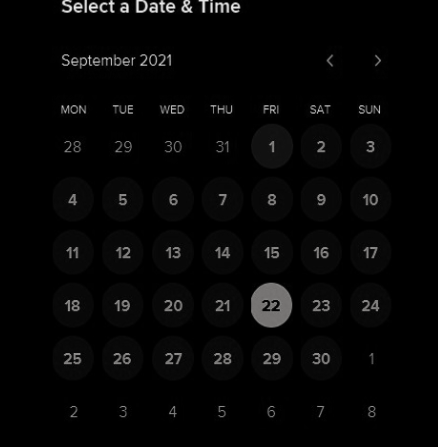 Select a Date & Time
September 2021
MON TUE WED THU FRI SAT SUN
28 29 30 31 1 2 3
4 5 6 7 8 9 10
11 12 13 14 15 16 17
18 19 20 21 22 23 24
25 26 27 28 29 30 1
2 3 4 5 6 7 8